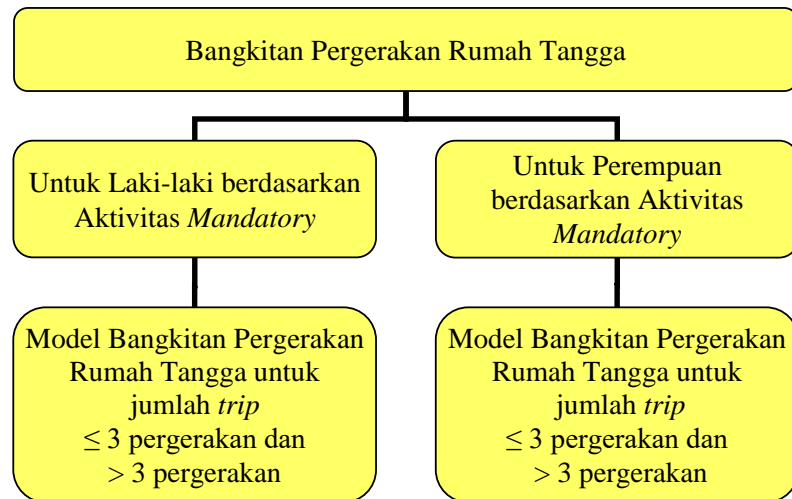 Bangkitan Pergerakan Rumah Tangga
Untuk Laki-laki berdasarkan
Aktivitas Mandatory
Untuk Perempuan
berdasarkan Aktivitas
Mandatory
Model Bangkitan Pergerakan
Rumah Tangga untuk
jumlah trip
≤ 3 pergerakan dan
> 3 pergerakan
Model Bangkitan Pergerakan
Rumah Tangga untuk
jumlah trip
≤ 3 pergerakan dan
> 3 pergerakan